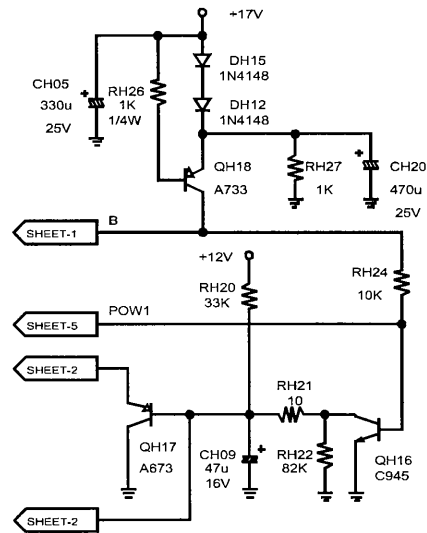 +17V
DH15
1N4148
CH05
330u
25V
+
RH26
1K
1/4W
DH12
1N4148
QH18
A733
RH27
1K
+
CH20
470u
25V
SHEET-1
B
+12V
RH20
33K
RH24
10K
SHEET-5
POW1
SHEET-2
RH21
10
QH17
A673
CH09
47u
16V
+
RH22
82K
QH16
C945
SHEET-2